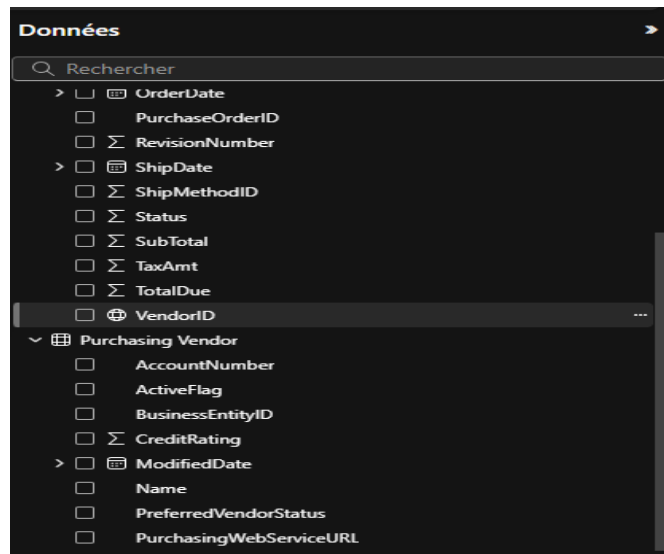 Données
Rechercher
OrderDate
PurchaseOrderID
RevisionNumber
ShipDate
ShipMethodID
Status
SubTotal
TaxAmt
TotalDue
VendorID
Purchasing Vendor
AccountNumber
ActiveFlag
BusinessEntityID
CreditRating
ModifiedDate
Name
PreferredVendorStatus
PurchasingWebServiceURL